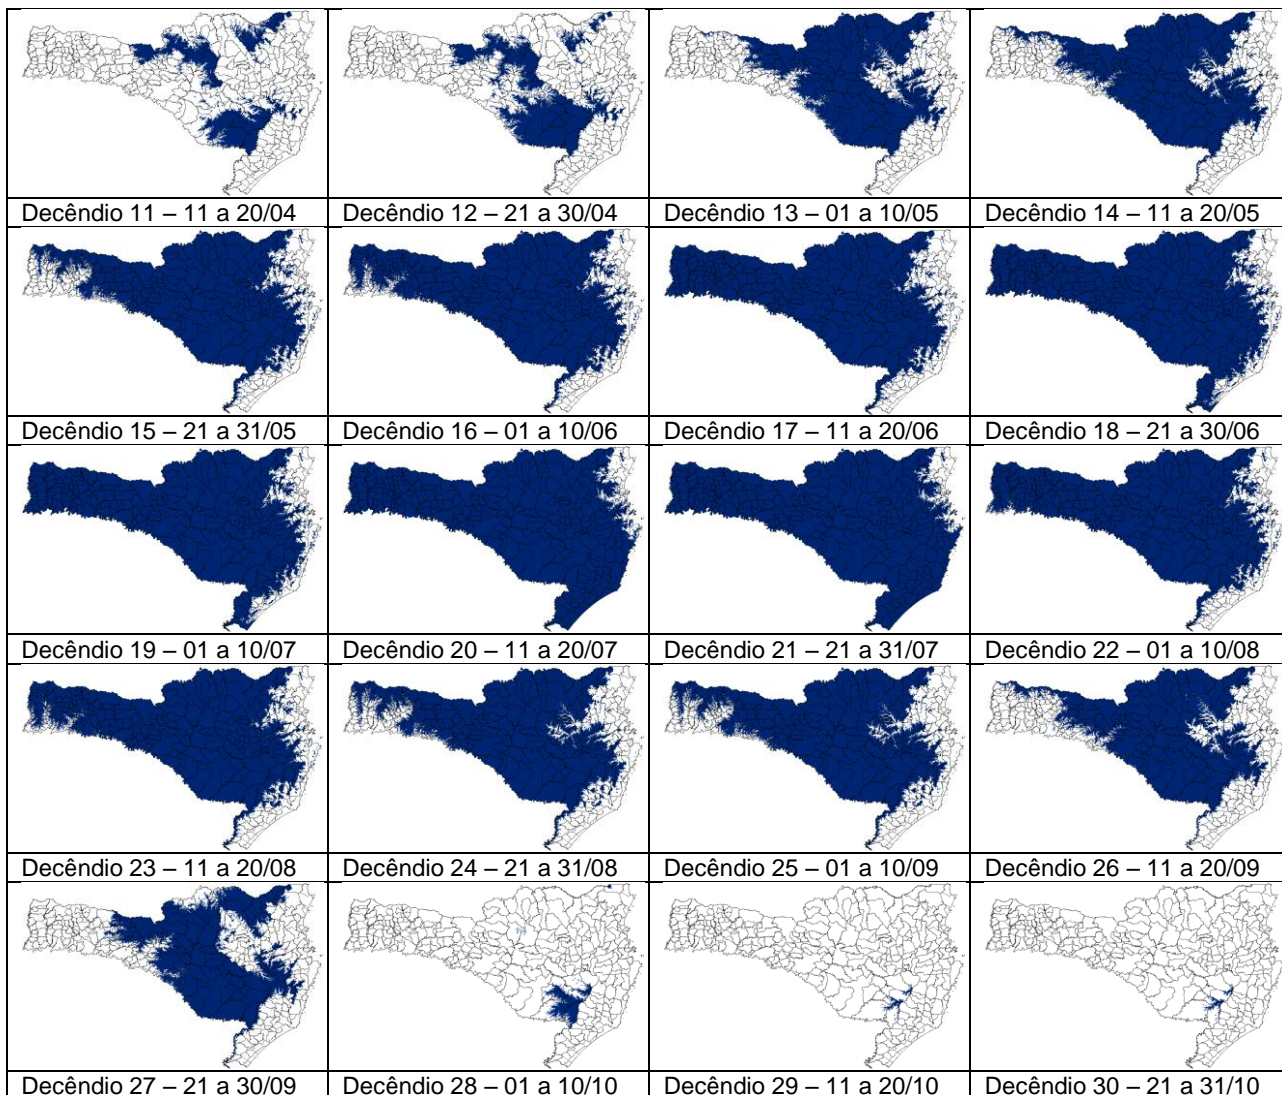 Decêndio 11 – 11 a 20/04
Decêndio 12 – 21 a 30/04
Decêndio 13 – 01 a 10/05
Decêndio 14 – 11 a 20/05
Decêndio 15 – 21 a 31/05
Decêndio 16 – 01 a 10/06
Decêndio 17 – 11 a 20/06
Decêndio 18 – 21 a 30/06
Decêndio 19 – 01 a 10/07
Decêndio 20 – 11 a 20/07
Decêndio 21 – 21 a 31/07
Decêndio 22 – 01 a 10/08
Decêndio 23 – 11 a 20/08
Decêndio 24 – 21 a 31/08
Decêndio 25 – 01 a 10/09
Decêndio 26 – 11 a 20/09
Decêndio 27 – 21 a 30/09
Decêndio 28 – 01 a 10/10
Decêndio 29 – 11 a 20/10
Decêndio 30 – 21 a 31/10